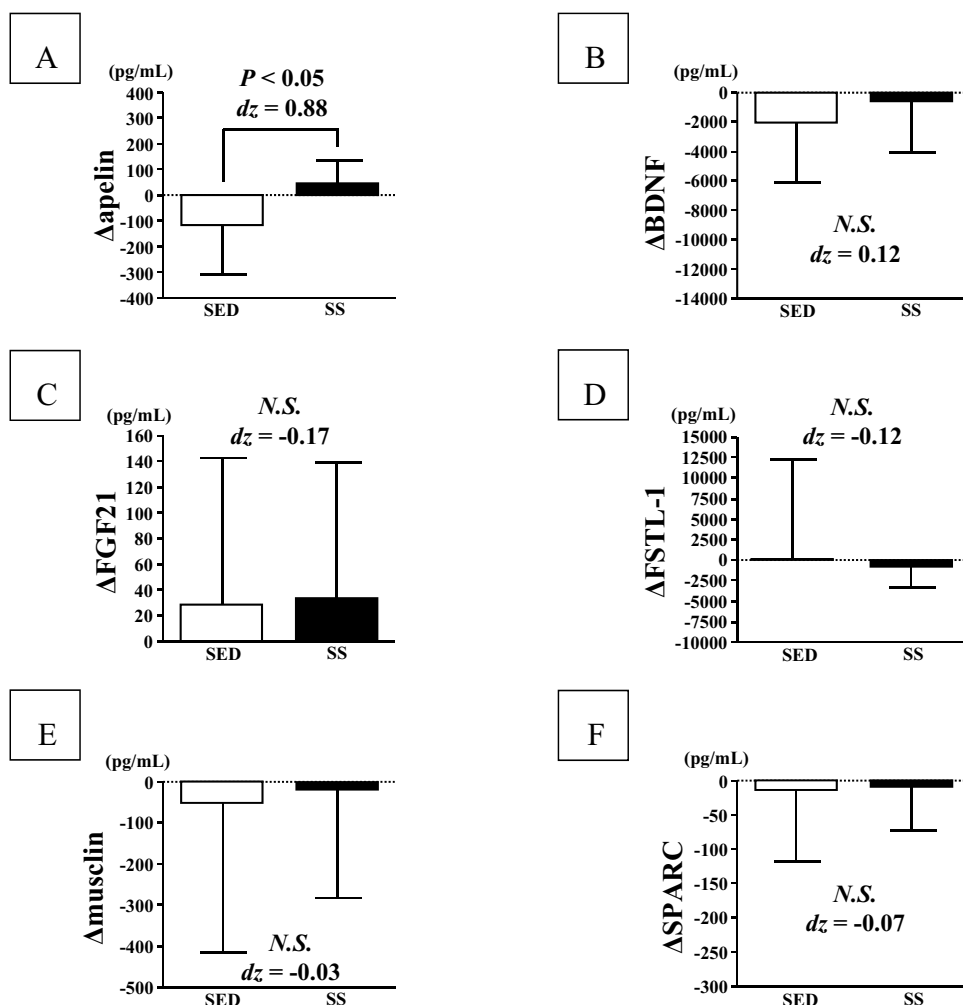 A
(pg/mL)
P < 0.05
dz = 0.88
400
300
200
100
0
-100
-200
-300
-400
Δapelin
SED
SS
B
(pg/mL)
0
-2000
-4000
-6000
-8000
-10000
-12000
-14000
ΔBDNF
N.S.
dz = 0.12
SED
SS
C
(pg/mL)
N.S.
dz = -0.17
160
140
120
100
80
60
40
20
0
ΔFGF21
SED
SS
D
(pg/mL)
N.S.
dz = -0.12
15000
12500
10000
7500
5000
2500
0
-2500
-5000
-7500
-10000
ΔFSTL-1
SED
SS
E
(pg/mL)
0
-100
-200
-300
-400
-500
Δmusclin
N.S.
dz = -0.03
SED
SS
F
(pg/mL)
0
-50
-100
-150
-200
-250
-300
ΔSPARC
N.S.
dz = -0.07
SED
SS